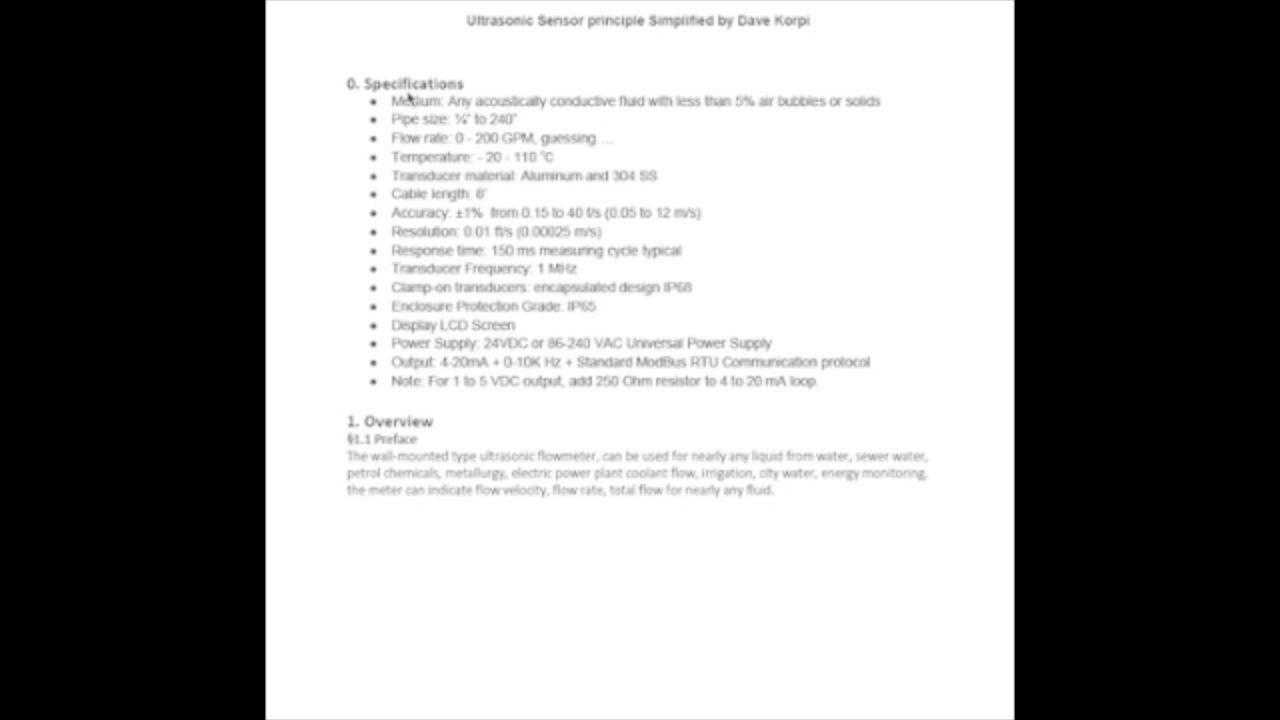 Ultrasonic Sensor principle Simplified by Dave Korpi
0. Specifications
• Medium: Any acoustically conductive fluid with less than 5% air bubbles or solids
• Pipe size: ¼" to 240"
• Flow rate: 0 - 200 GPM, guessing....
• Temperature: - 20 - 110 °C
• Transducer material: Aluminum and 304 SS
• Cable length: 8'
• Accuracy: ±1%  from 0.15 to 40 f/s (0.05 to 12 m/s)
• Resolution: 0.01 ft/s (0.00025 m/s)
• Response time: 150 ms measuring cycle typical
• Transducer Frequency: 1 MHz
• Clamp-on transducers: encapsulated design IP68
• Enclosure Protection Grade: IP65
• Display LCD Screen
• Power Supply: 24VDC or 86-240 VAC Universal Power Supply
• Output: 4-20mA + 0-10K Hz + Standard ModBus RTU Communication protocol
• Note: For 1 to 5 VDC output, add 250 Ohm resistor to 4 to 20 mA loop.
1. Overview
§1.1 Preface
The wall-mounted type ultrasonic flowmeter, can be used for nearly any liquid from water, sewer water,
petrol chemicals, metallurgy, electric power plant coolant flow, irrigation, city water, energy monitoring,
the meter can indicate flow velocity, flow rate, total flow for nearly any fluid.